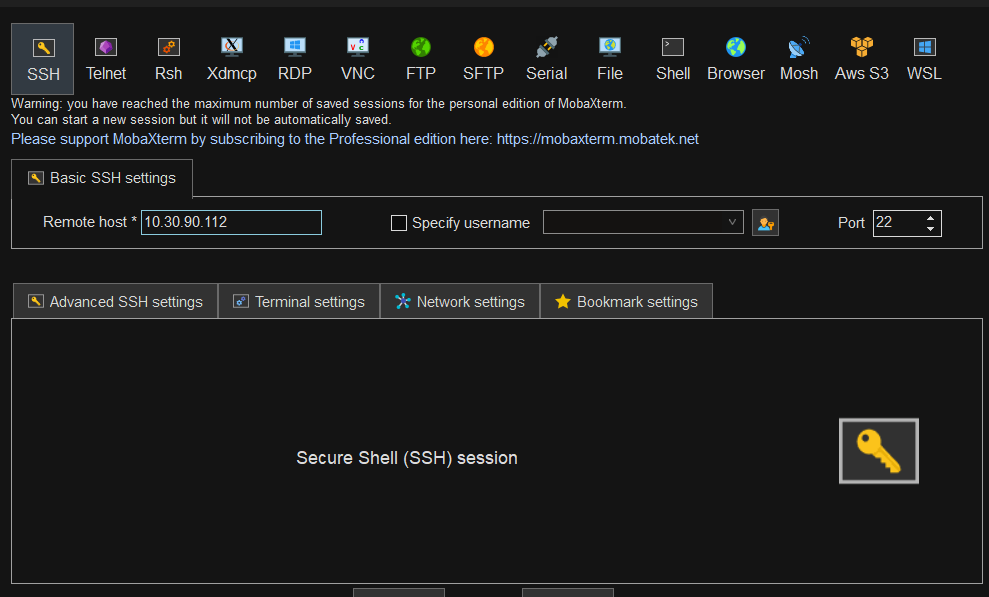 SSH Telnet Rsh Xdmcp RDP VNC FTP SFTP Serial File Shell Browser Mosh Aws S3 WSL
Warning: you have reached the maximum number of saved sessions for the personal edition of MobaXterm.
You can start a new session but it will not be automatically saved.
Please support MobaXterm by subscribing to the Professional edition here: https://mobaxterm.mobatek.net
Basic SSH settings
Remote host * 10.30.90.112 Specify username Port 22
Advanced SSH settings Terminal settings Network settings Bookmark settings
Secure Shell (SSH) session